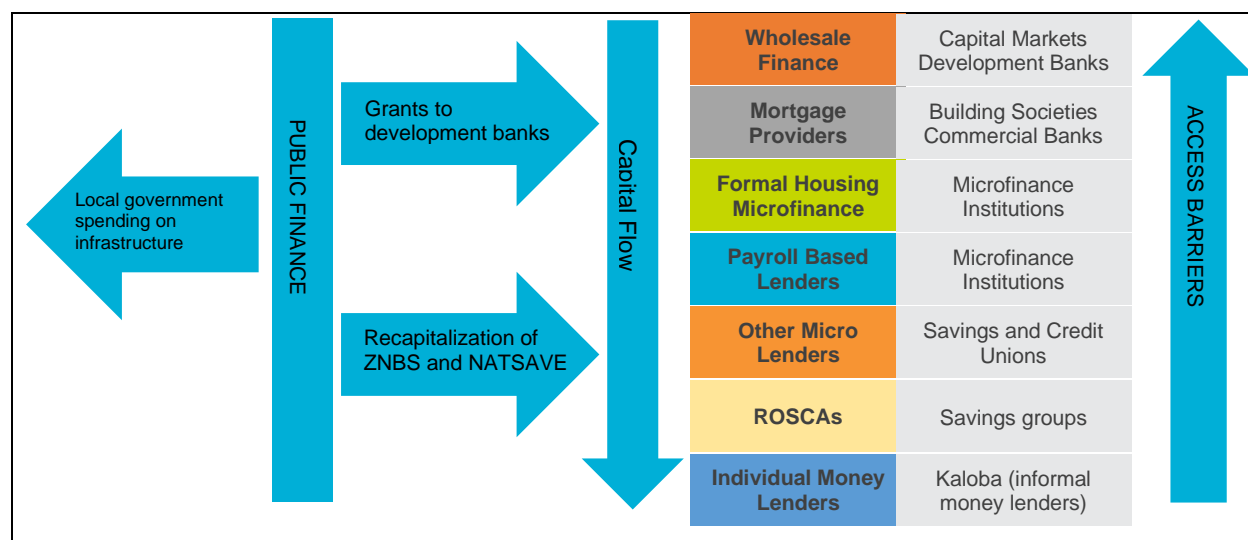 Local government
spending on
infrastructure
PUBLIC FINANCE
Grants to
development banks
Recapitalization of
ZNBS and NATSAVE
Capital Flow
Wholesale
Finance
Capital Markets
Development Banks
Mortgage
Providers
Building Societies
Commercial Banks
Formal Housing
Microfinance
Microfinance
Institutions
Payroll Based
Lenders
Microfinance
Institutions
Other Micro
Lenders
Savings and Credit
Unions
ROSCAs
Savings groups
Individual Money
Lenders
Kaloba (informal
money lenders)
ACCESS BARRIERS